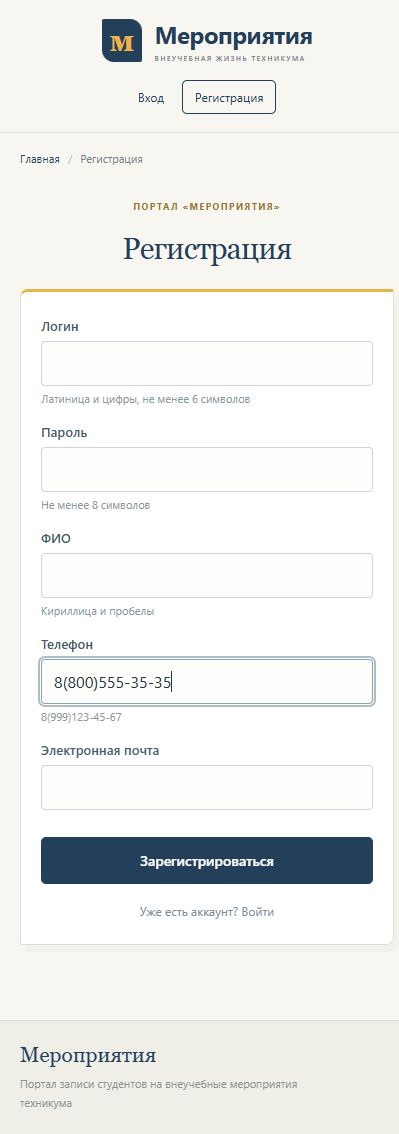 м
Мероприятия
ВНЕУЧЕБНАЯ ЖИЗНЬ ТЕХНИКУМА
Вход Регистрация
Главная / Регистрация
ПОРТАЛ «МЕРОПРИЯТИЯ»
Регистрация
Логин
Латиница и цифры, не менее 6 символов
Пароль
Не менее 8 символов
ФИО
Кириллица и пробелы
Телефон
8(800)555-35-35
8(999)123-45-67
Электронная почта
Зарегистрироваться
Уже есть аккаунт? Войти
Мероприятия
Портал записи студентов на внеучебные мероприятия
техникума